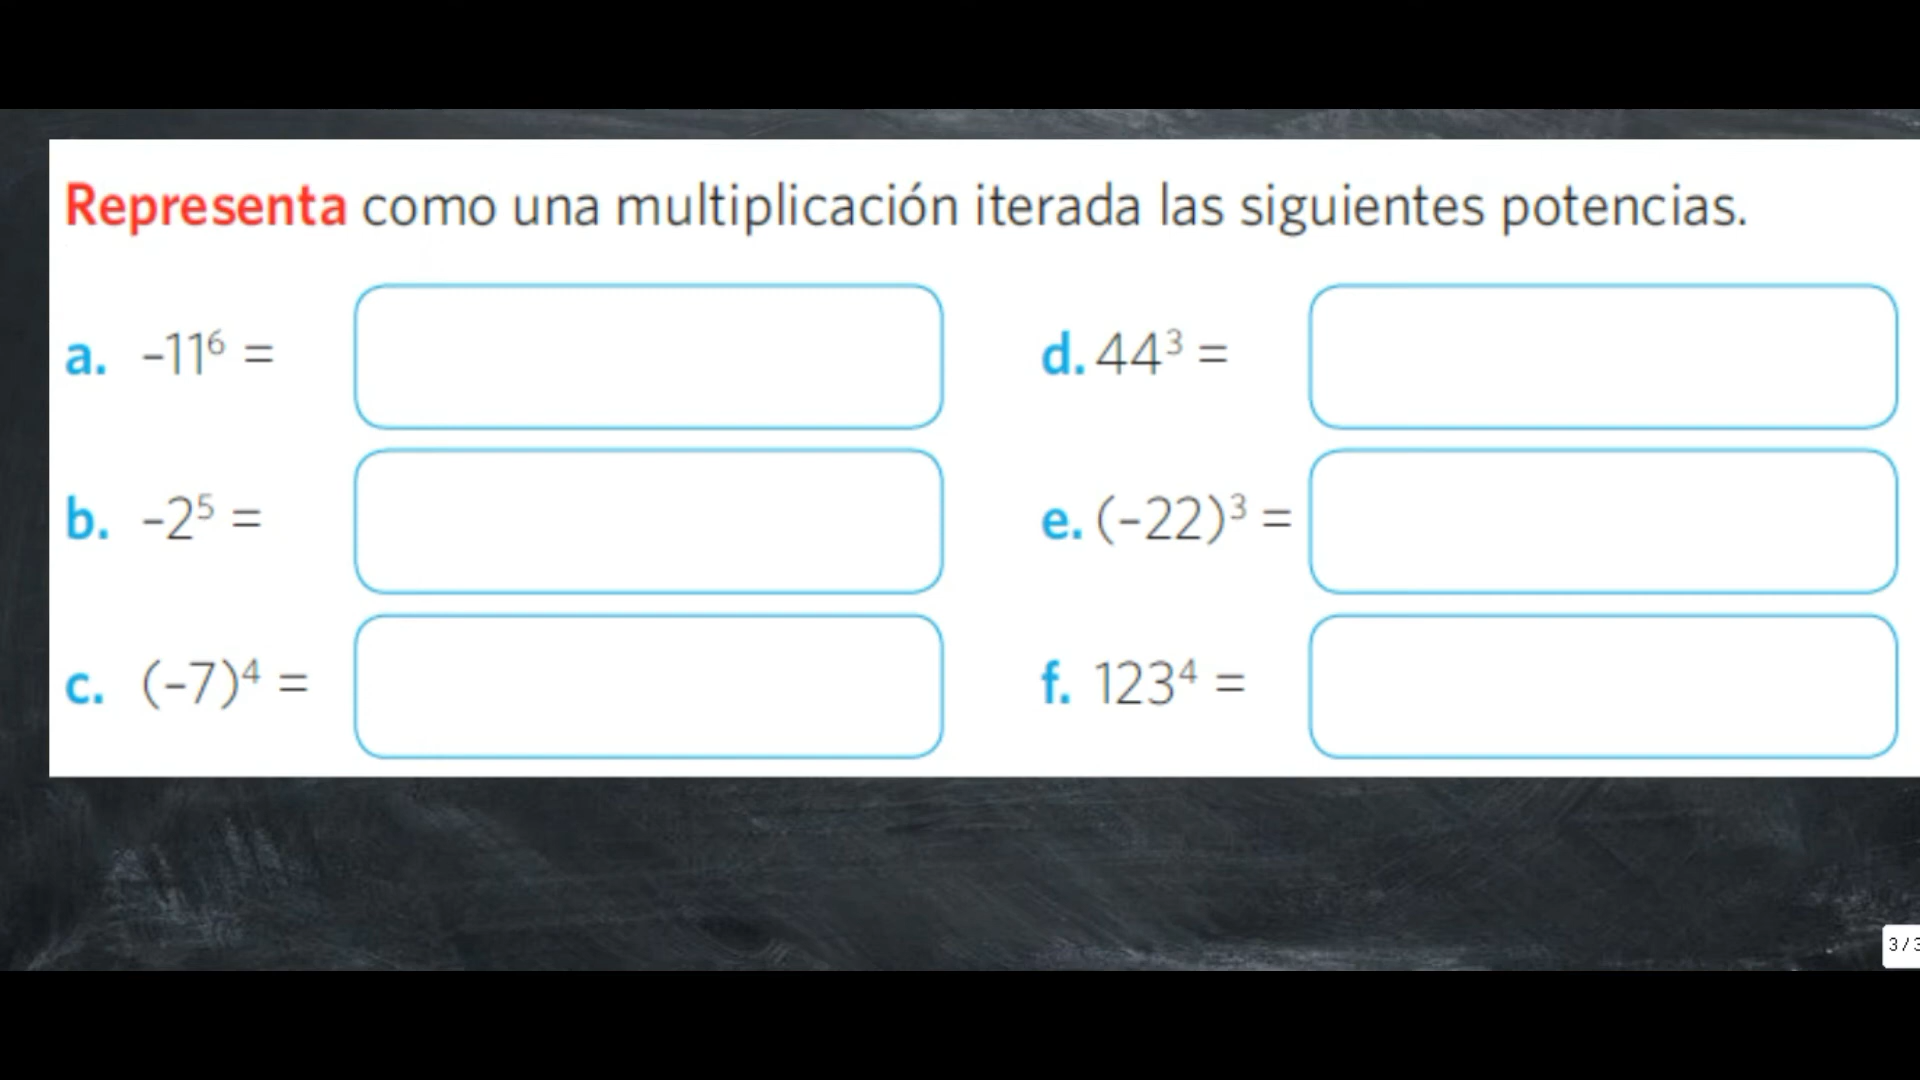 Representa como una multiplicación iterada las siguientes potencias.
a. -11⁶ =
d. 44³ =
b. -2⁵ =
e. (-22)³ =
c. (-7)⁴ =
f. 123⁴ =
3 / 3